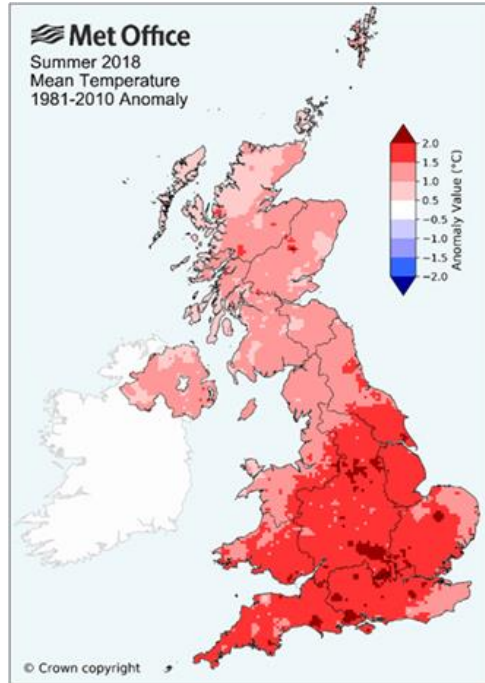 Met Office
Summer 2018
Mean Temperature
1981-2010 Anomaly
2.0
1.5
1.0
0.5
−0.5
−1.0
−1.5
−2.0
Anomaly Value (°C)
© Crown copyright